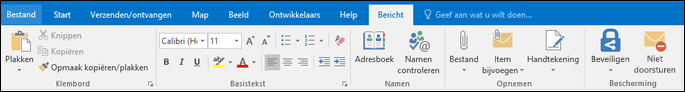 Bestand Start Verzenden/ontvangen Map Beeld Ontwikkelaars Help Bericht Geef aan wat u wilt doen...
Plakken
Knippen
Kopiëren
Opmaak kopiëren/plakken
Klembord
Calibri (H 11
B I U
Basistekst
Adresboek
Namen
controleren
Namen
Bestand
Item
bijvoegen
Handtekening
Opnemen
Beveiligen
Niet
doorsturen
Bescherming